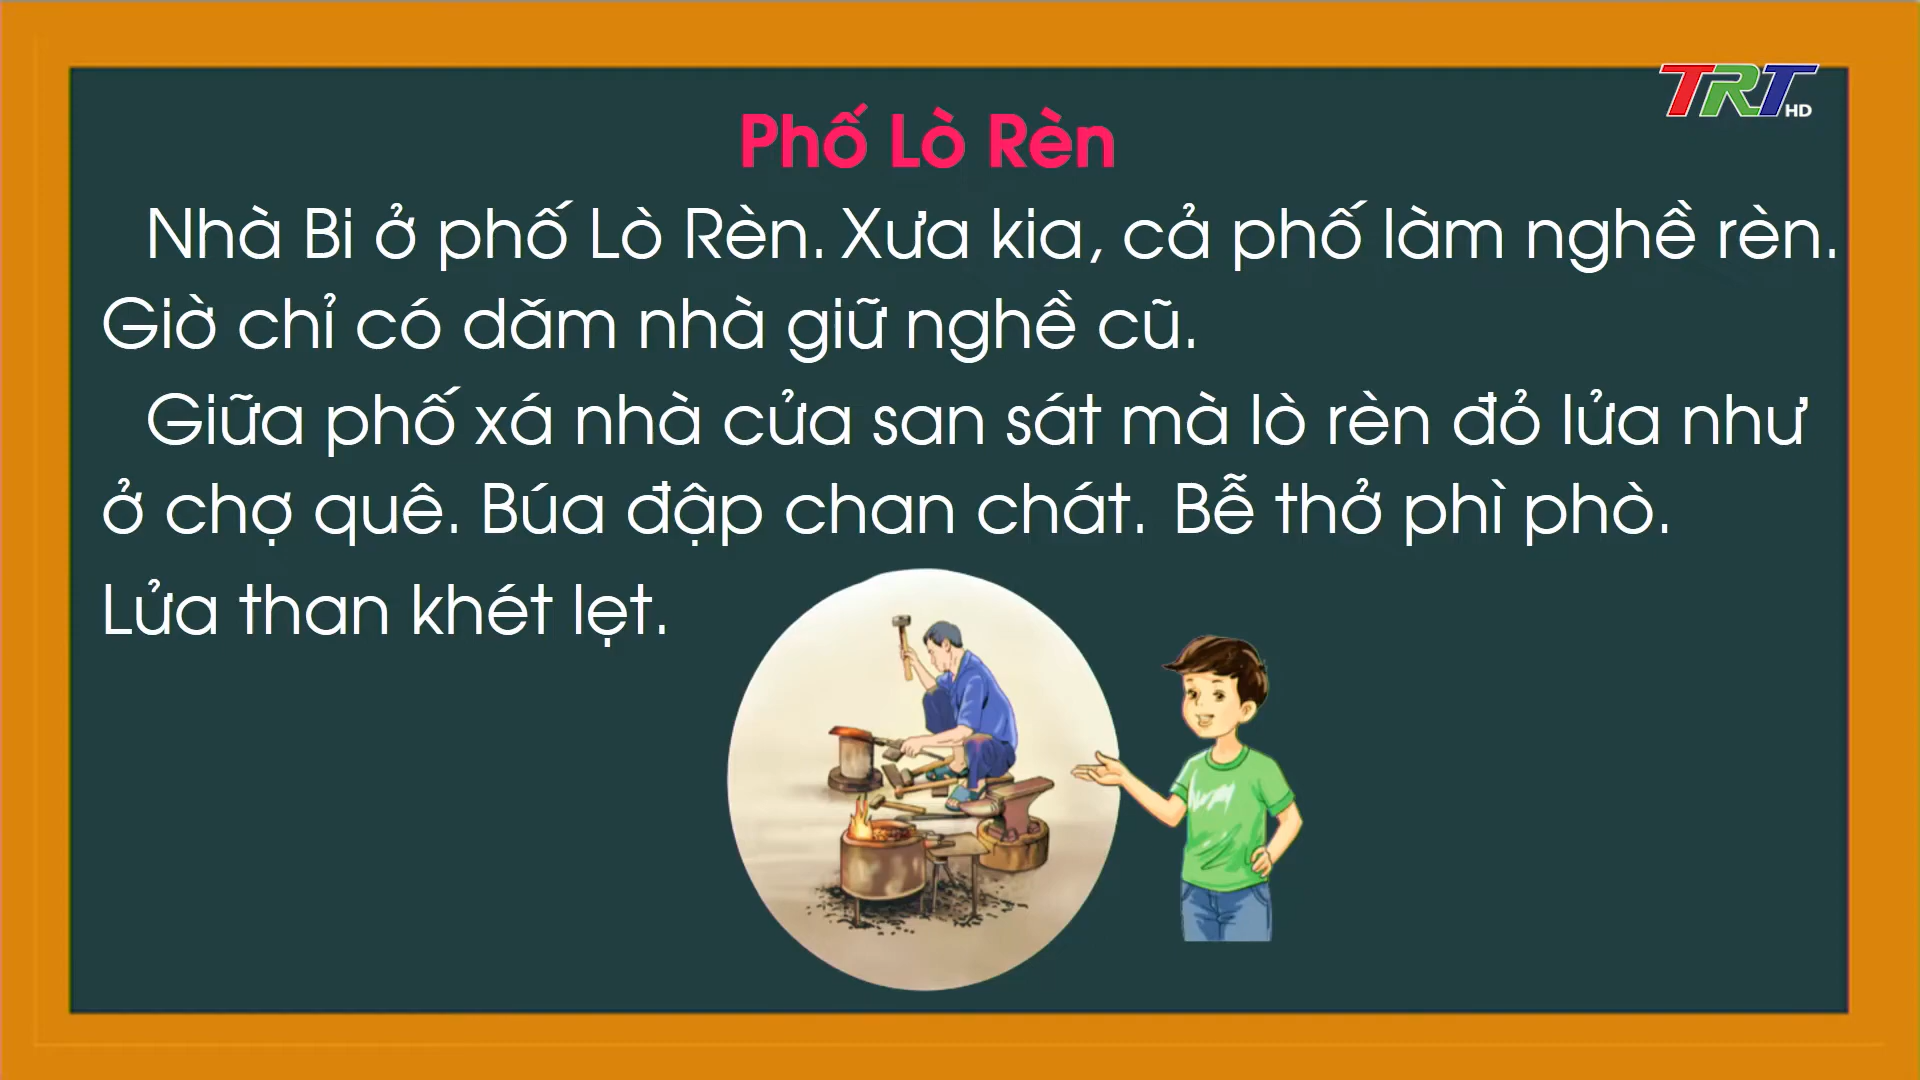 TRT HD
Phố Lò Rèn
Nhà Bi ở phố Lò Rèn. Xưa kia, cả phố làm nghề rèn.
Giờ chỉ có dăm nhà giữ nghề cũ.
Giữa phố xá nhà cửa san sát mà lò rèn đỏ lửa như
ở chợ quê. Búa đập chan chát. Bễ thở phì phò.
Lửa than khét lẹt.